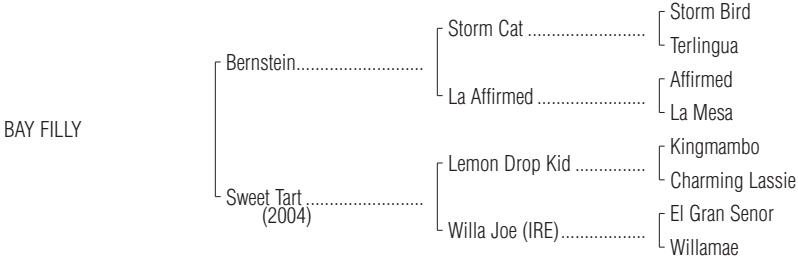 Storm Bird
Storm Cat ........................
Terlingua
Bernstein..........................
Affirmed
La Affirmed ......................
La Mesa
BAY FILLY
Kingmambo
Lemon Drop Kid ...............
Charming Lassie
Sweet Tart ........................
(2004)
El Gran Senor
Willa Joe (IRE)..................
Willamae